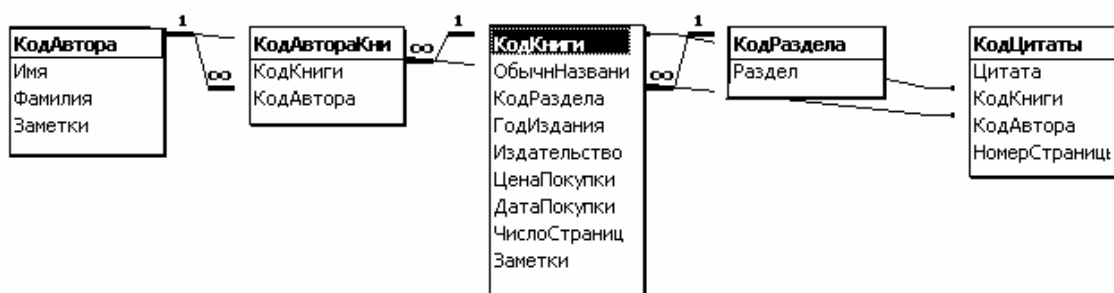 1
КодАвтора
Имя
Фамилия
Заметки
∞
КодАвтораКни
КодКниги
КодАвтора
∞
1
КодКниги
ОбычнНазвани
КодРаздела
ГодИздания
Издательство
ЦенаПокупки
ДатаПокупки
ЧислоСтраниц
Заметки
∞
1
КодРаздела
Раздел
КодЦитаты
Цитата
КодКниги
КодАвтора
НомерСтраниць